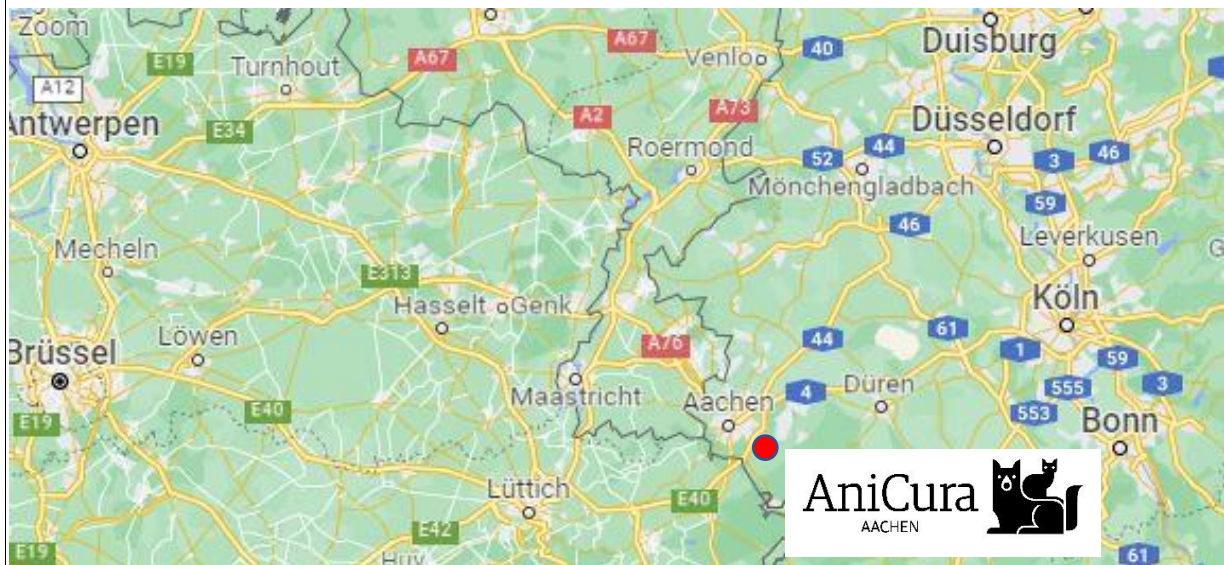 Zoom
E19
Turnhout
A67
A67
Venlo
40
Duisburg
A12
Antwerpen
E34
A2
A73
Roermond
52
44
Düsseldorf
3
46
Mönchengladbach
59
46
Leverkusen
Mecheln
E313
Hasselt
Genk
Köln
Löwen
A76
44
61
1
59
Brüssel
Maastricht
Aachen
4
Düren
555
3
553
E19
E40
Bonn
Lüttich
E40
E42
E19
Huy
61
AniCura
AACHEN